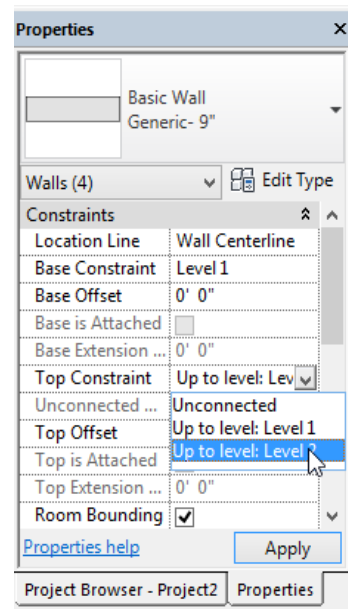 Properties
Basic Wall
Generic- 9"
Walls (4) Edit Type
Constraints
Location Line Wall Centerline
Base Constraint Level 1
Base Offset 0' 0"
Base is Attached
Base Extension ... 0' 0"
Top Constraint Up to level: Lev
Unconnected ... Unconnected
Up to level: Level 1
Top Offset
Up to level: Level
Top is Attached
Top Extension ... 0' 0"
Room Bounding
Properties help Apply
Project Browser - Project2 Properties